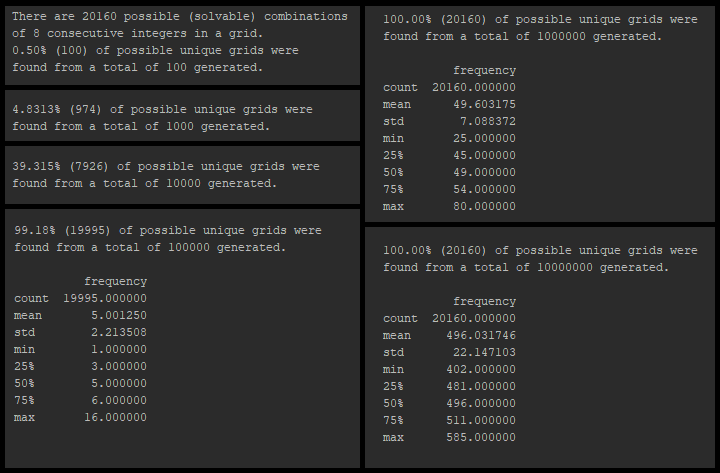 There are 20160 possible (solvable) combinations
of 8 consecutive integers in a grid.
0.50% (100) of possible unique grids were
found from a total of 100 generated.
4.8313% (974) of possible unique grids were
found from a total of 1000 generated.
39.315% (7926) of possible unique grids were
found from a total of 10000 generated.
99.18% (19995) of possible unique grids were
found from a total of 100000 generated.
frequency
count 19995.000000
mean 5.001250
std 2.213508
min 1.000000
25% 3.000000
50% 5.000000
75% 6.000000
max 16.000000
100.00% (20160) of possible unique grids were
found from a total of 1000000 generated.
frequency
count 20160.000000
mean 49.603175
std 7.088372
min 25.000000
25% 45.000000
50% 49.000000
75% 54.000000
max 80.000000
100.00% (20160) of possible unique grids were
found from a total of 10000000 generated.
frequency
count 20160.000000
mean 496.031746
std 22.147103
min 402.000000
25% 481.000000
50% 496.000000
75% 511.000000
max 585.000000